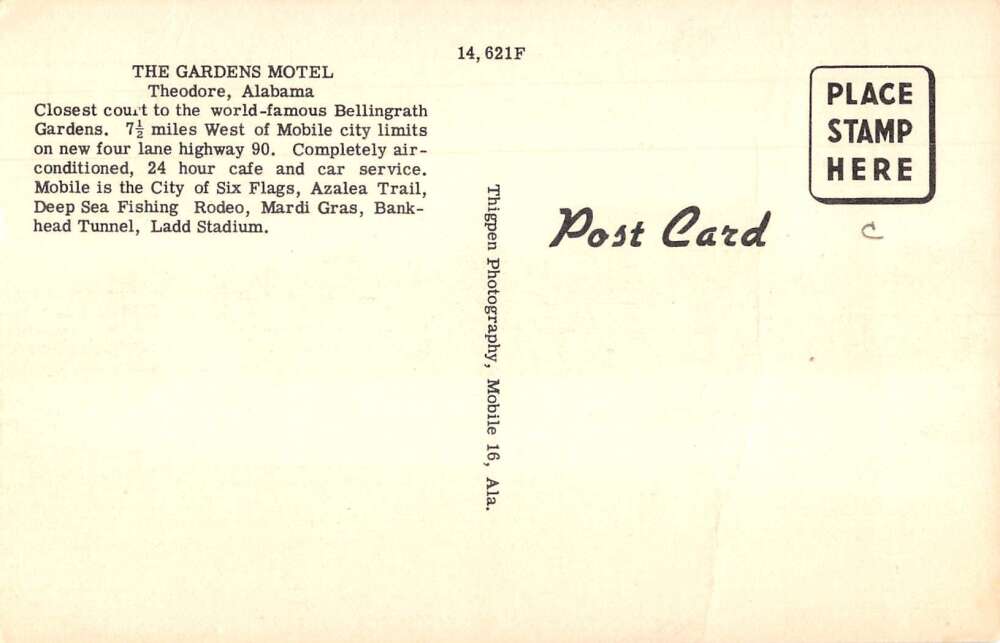 14, 621F
THE GARDENS MOTEL
Theodore, Alabama
Closest court to the world-famous Bellingrath
Gardens. 7½ miles West of Mobile city limits
on new four lane highway 90. Completely air-
conditioned, 24 hour cafe and car service.
Mobile is the City of Six Flags, Azalea Trail,
Deep Sea Fishing Rodeo, Mardi Gras, Bank-
head Tunnel, Ladd Stadium.
Thigpen Photography, Mobile 16, Ala.
Post Card
PLACE
STAMP
HERE
C